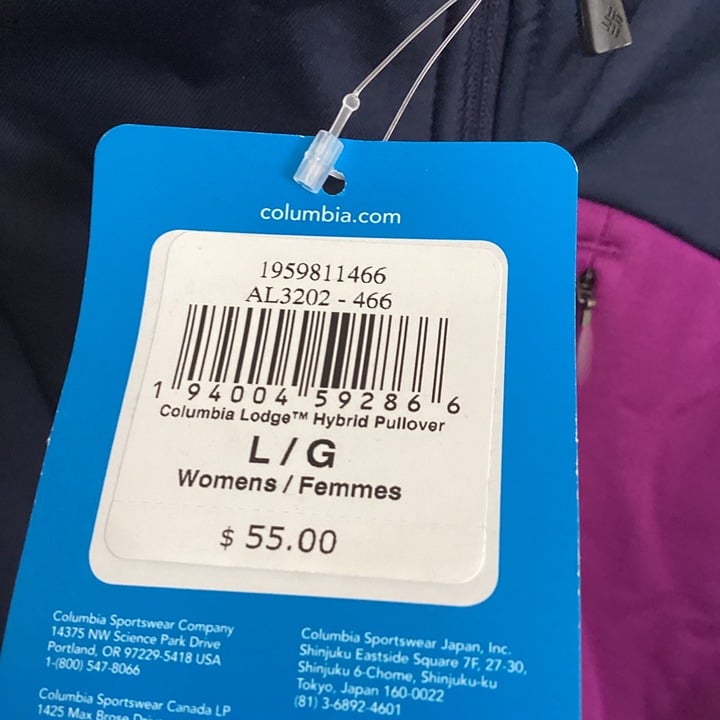 columbia.com
1959811466
AL3202 - 466
1 94004 59286 6
Columbia Lodge™ Hybrid Pullover
L / G
Womens / Femmes
$ 55.00
Columbia Sportswear Company
14375 NW Science Park Drive
Portland, OR 97229-5418 USA
1-(800) 547-8066
Columbia Sportswear Canada LP
1425 Max Brose
Columbia Sportswear Japan, Inc.
Shinjuku Eastside Square 7F, 27-30,
Shinjuku 6-Chome, Shinjuku-ku
Tokyo, Japan 160-0022
(81) 3-6892-4601